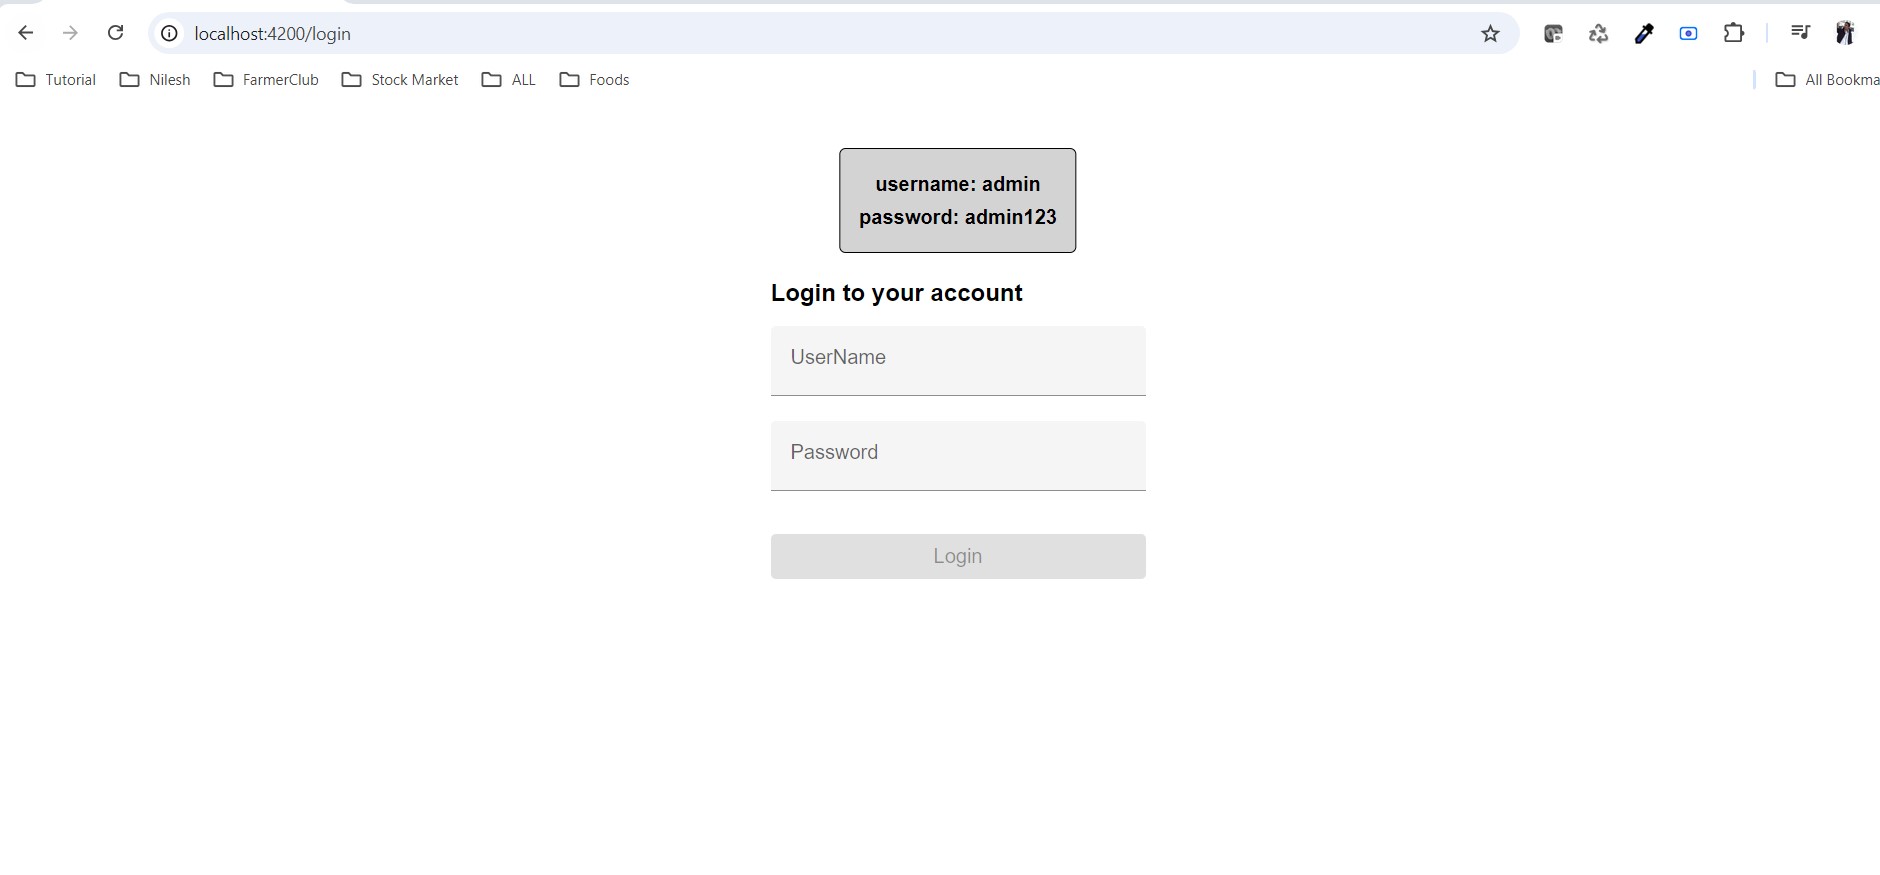 localhost:4200/login
Tutorial Nilesh FarmerClub Stock Market ALL Foods All Bookma
username: admin
password: admin123
Login to your account
UserName
Password
Login